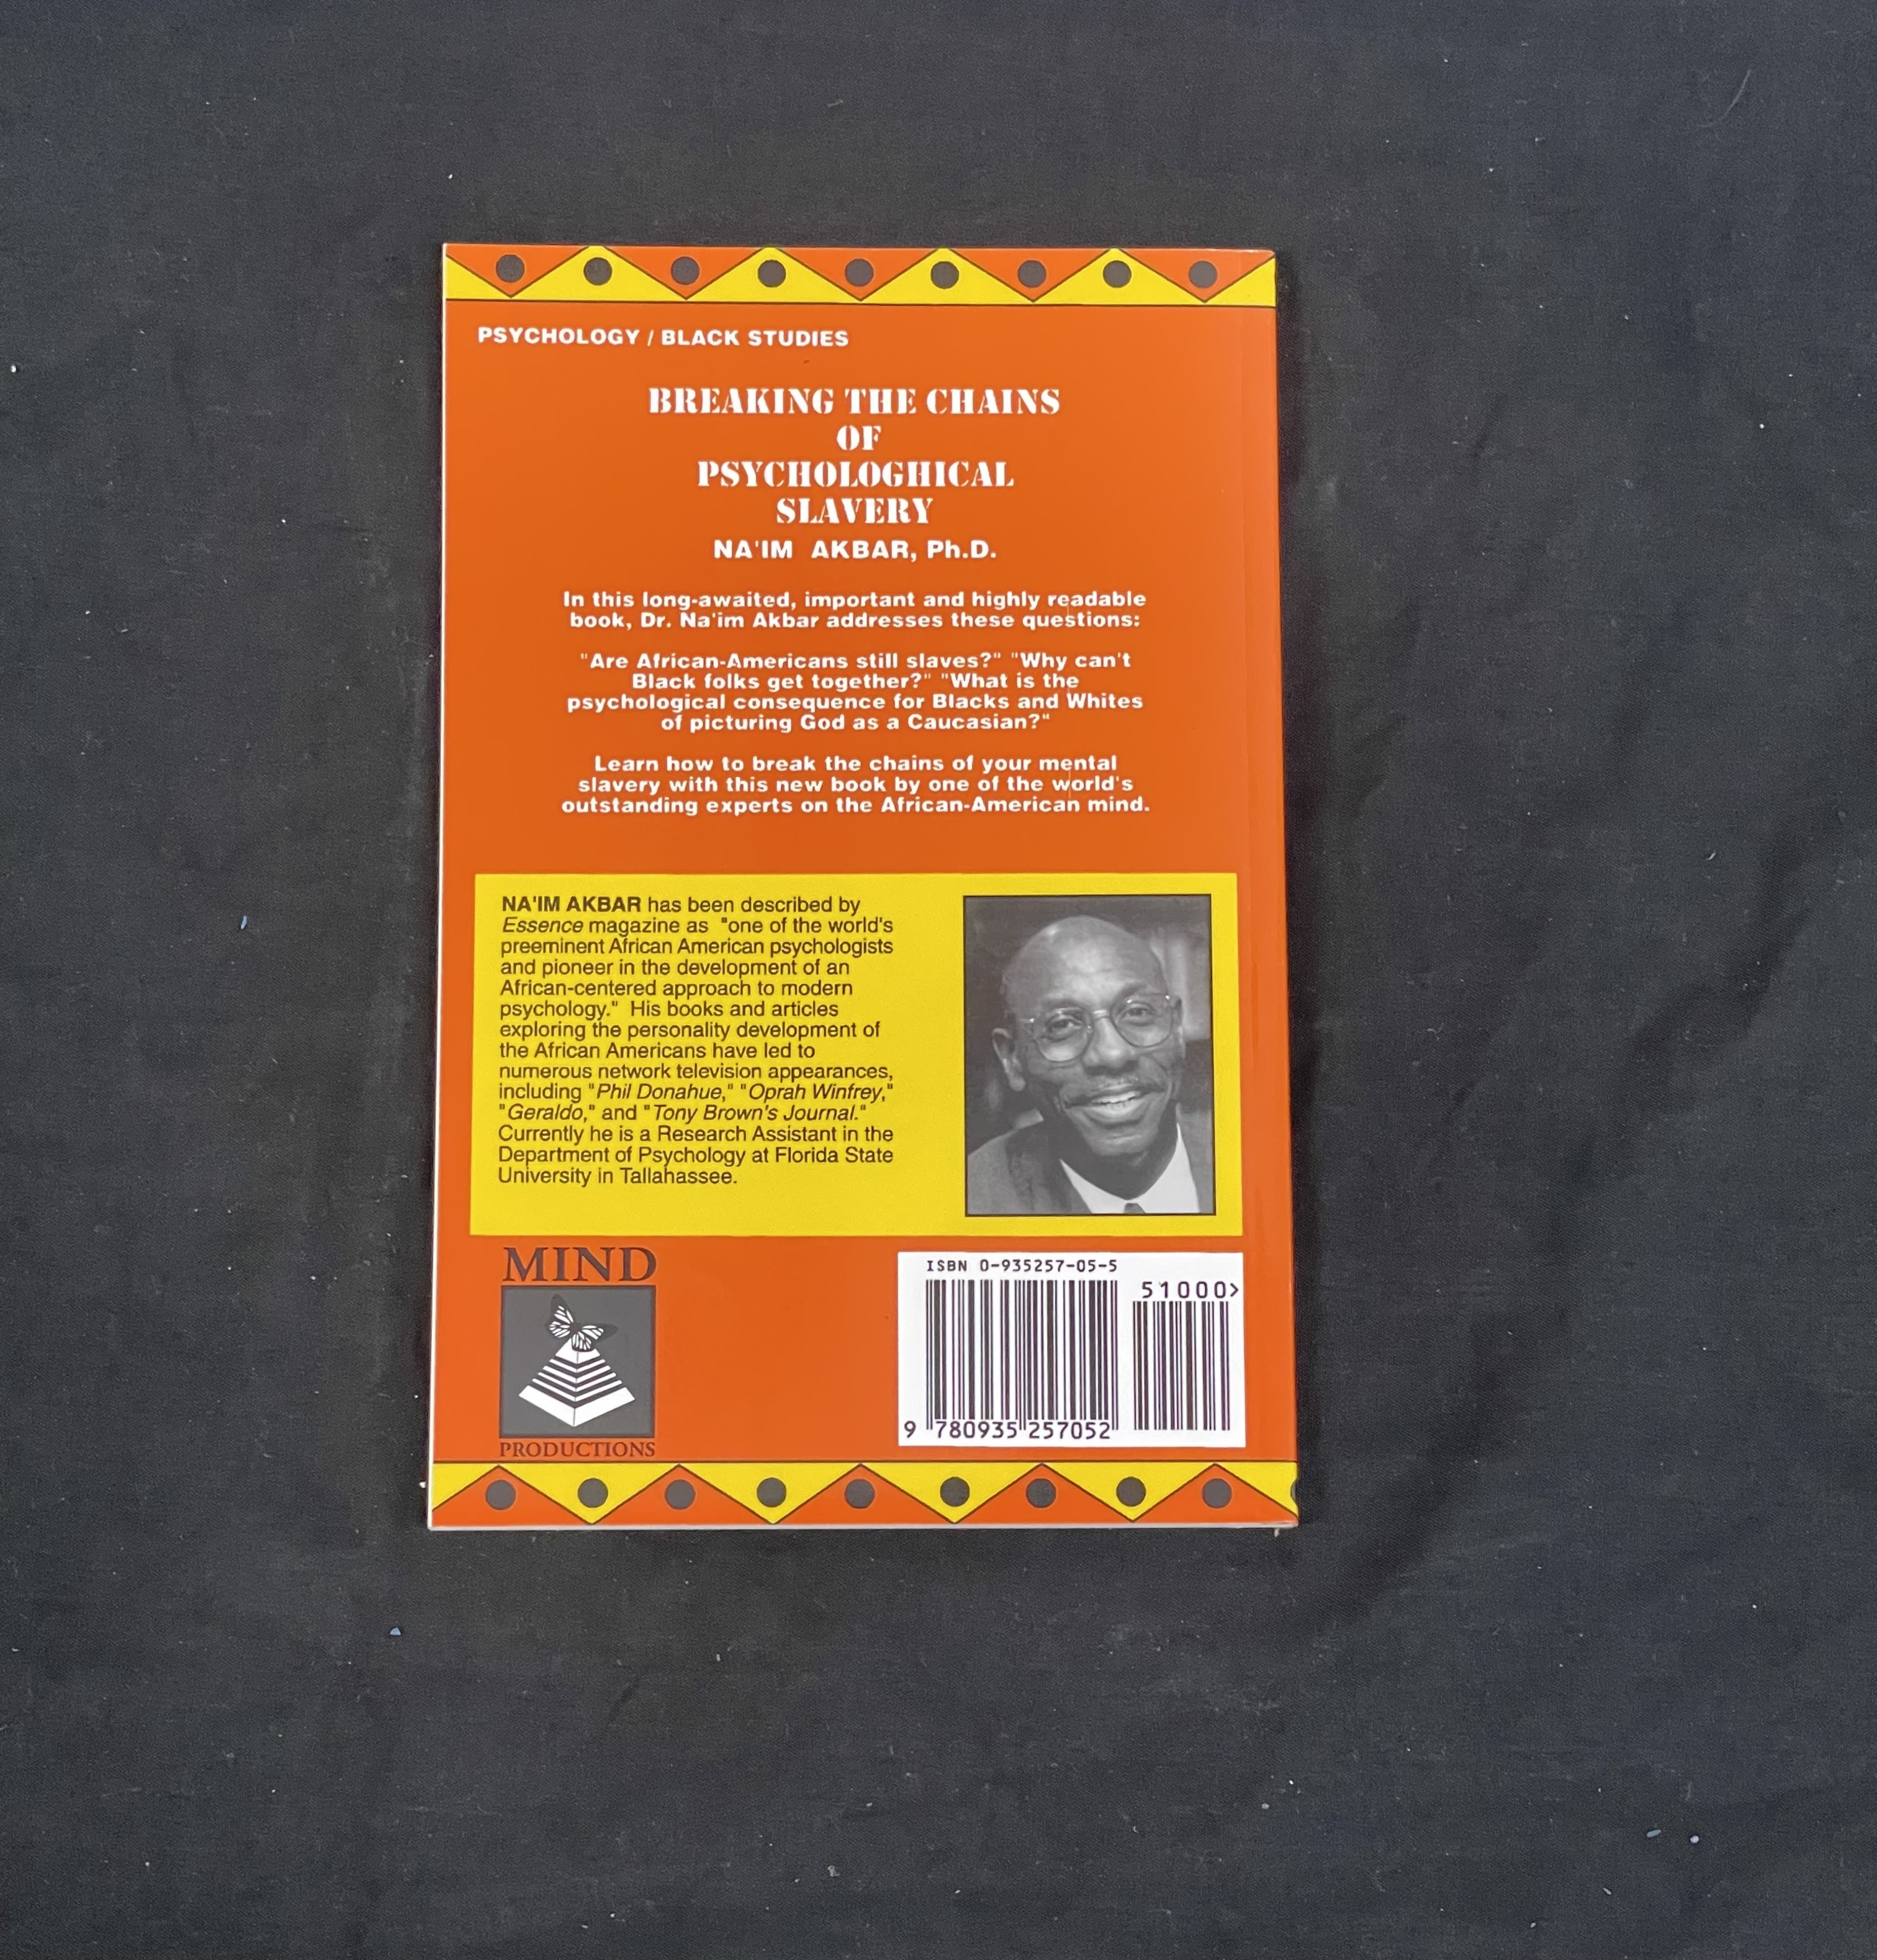 PSYCHOLOGY / BLACK STUDIES
BREAKING THE CHAINS
OF
PSYCHOLOGHICAL
SLAVERY
NA'IM AKBAR, Ph.D.
In this long-awaited, important and highly readable
book, Dr. Na'im Akbar addresses these questions:
"Are African-Americans still slaves?" "Why can't
Black folks get together?" "What is the
psychological consequence for Blacks and Whites
of picturing God as a Caucasian?"
Learn how to break the chains of your mental
slavery with this new book by one of the world's
outstanding experts on the African-American mind.
NA'IM AKBAR has been described by
Essence magazine as "one of the world's
preeminent African American psychologists
and pioneer in the development of an
African-centered approach to modern
psychology." His books and articles
exploring the personality development of
the African Americans have led to
numerous network television appearances,
including "Phil Donahue," "Oprah Winfrey,"
"Geraldo," and "Tony Brown's Journal."
Currently he is a Research Assistant in the
Department of Psychology at Florida State
University in Tallahassee.
MIND
PRODUCTIONS
ISBN 0-935257-05-5
51000>
9 780935 257052